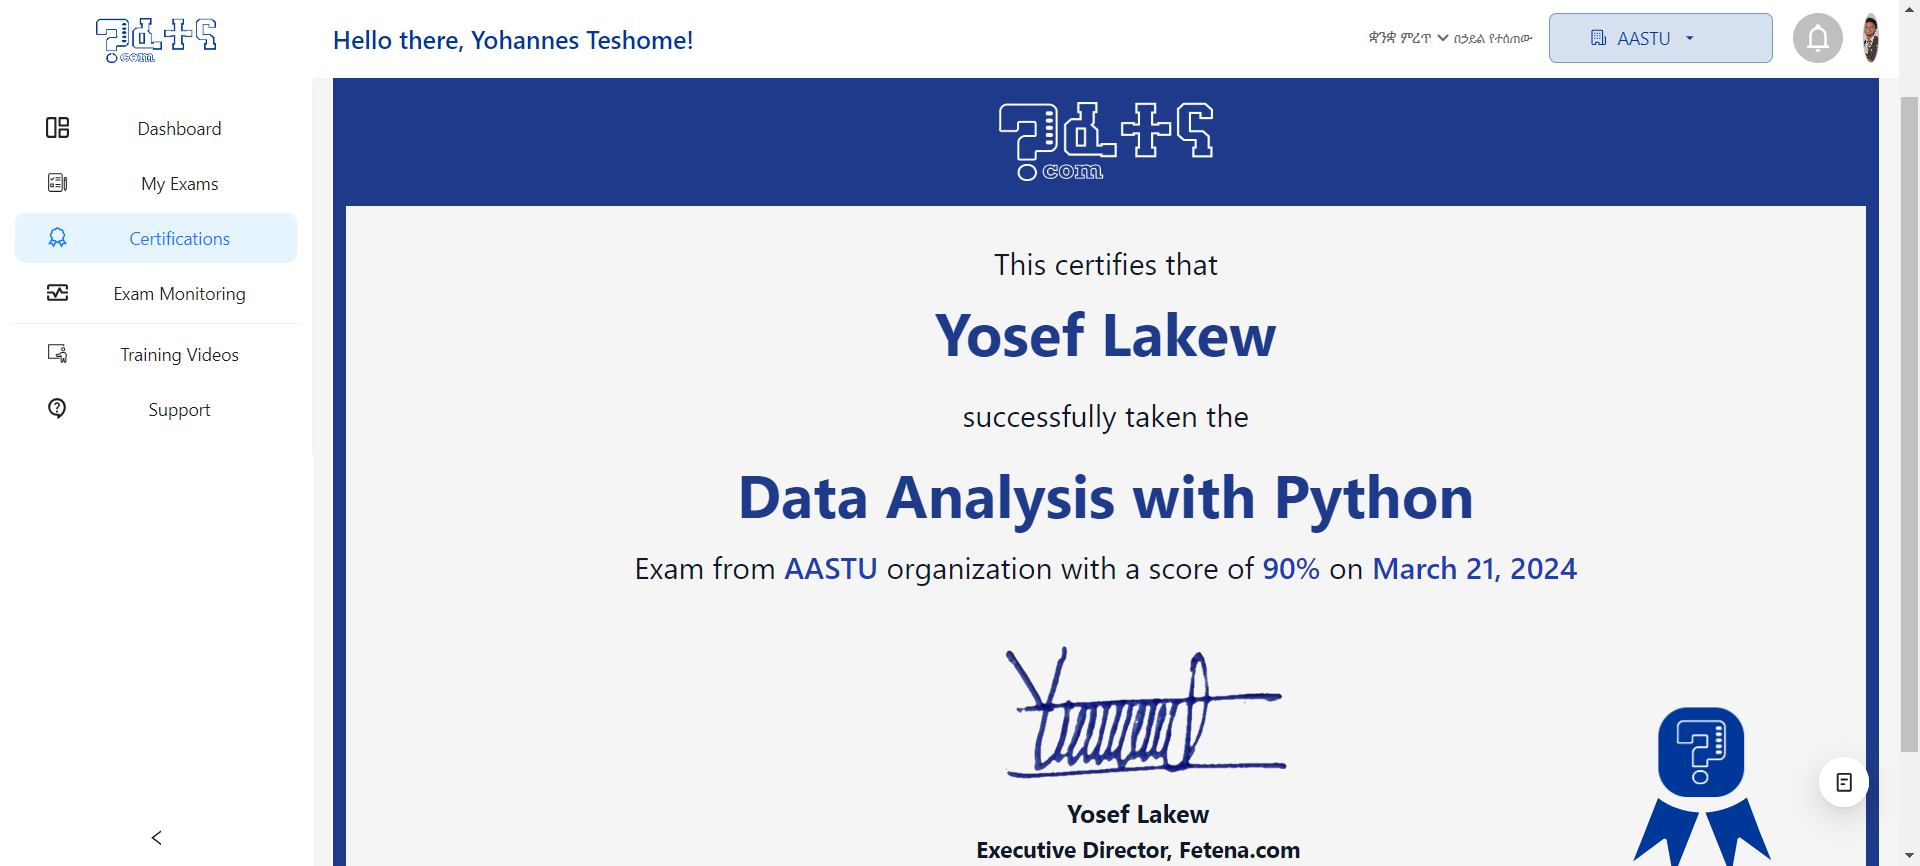 ፈተና
.com
Hello there, Yohannes Teshome!
ቋንቋ ምረጥ
በኃይል የተሰጠው
AASTU
Dashboard
My Exams
Certifications
Exam Monitoring
Training Videos
Support
ፈተና
.com
This certifies that
Yosef Lakew
successfully taken the
Data Analysis with Python
Exam from AASTU organization with a score of 90% on March 21, 2024
Yosef Lakew
Executive Director, Fetena.com